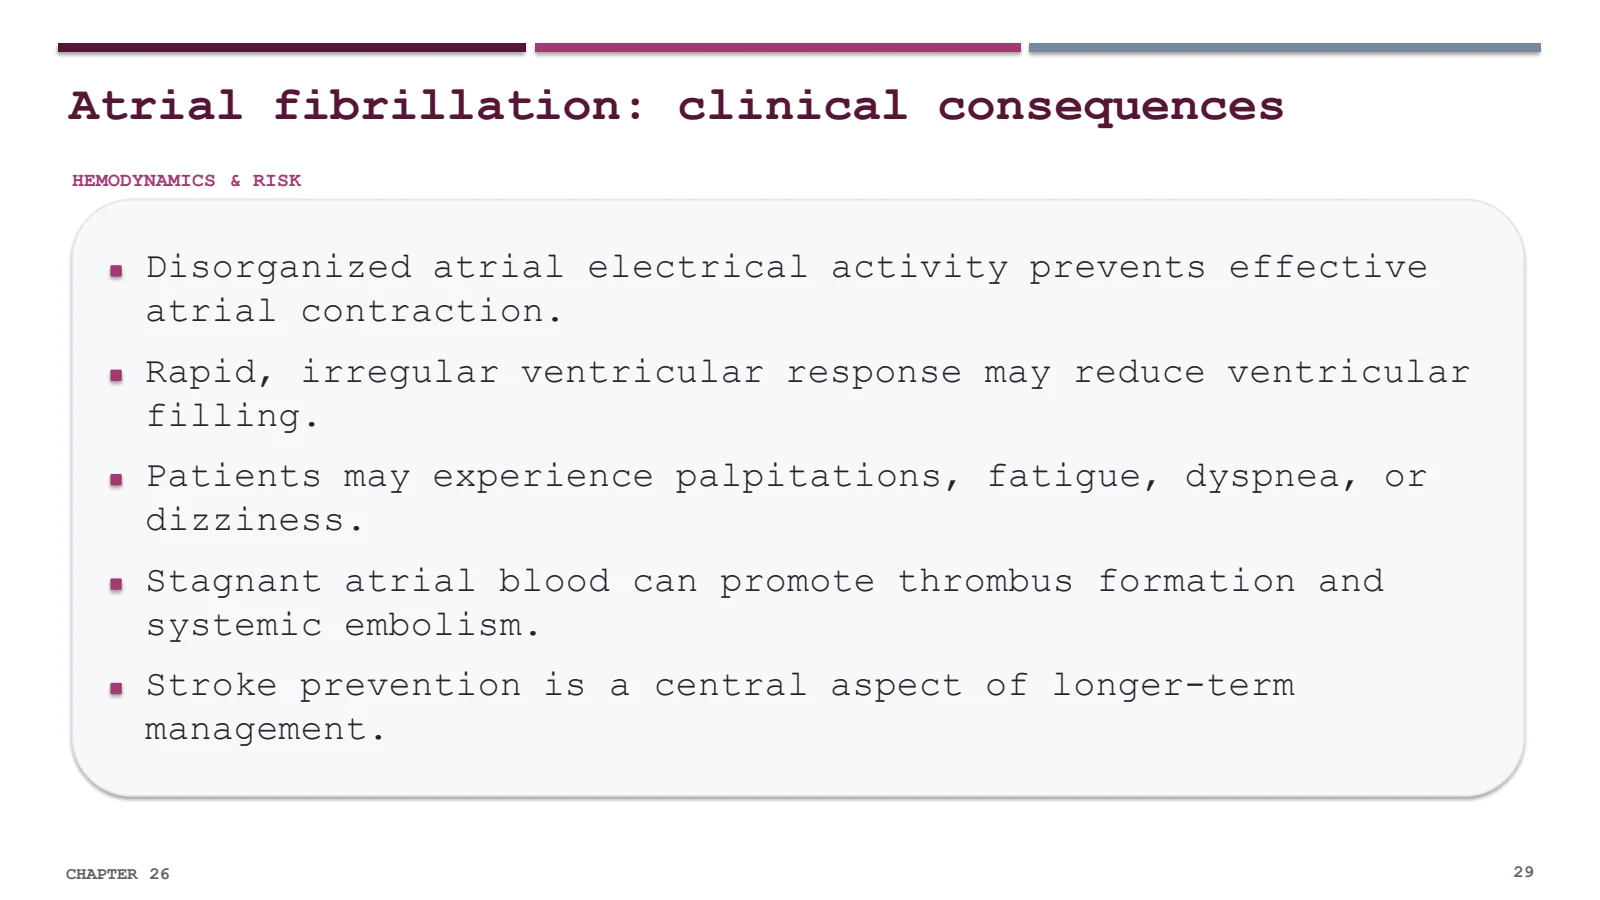 Atrial fibrillation: clinical consequences
HEMODYNAMICS & RISK
Disorganized atrial electrical activity prevents effective
atrial contraction.
Rapid, irregular ventricular response may reduce ventricular
filling.
Patients may experience palpitations, fatigue, dyspnea, or
dizziness.
Stagnant atrial blood can promote thrombus formation and
systemic embolism.
Stroke prevention is a central aspect of longer-term
management.
CHAPTER 26
29